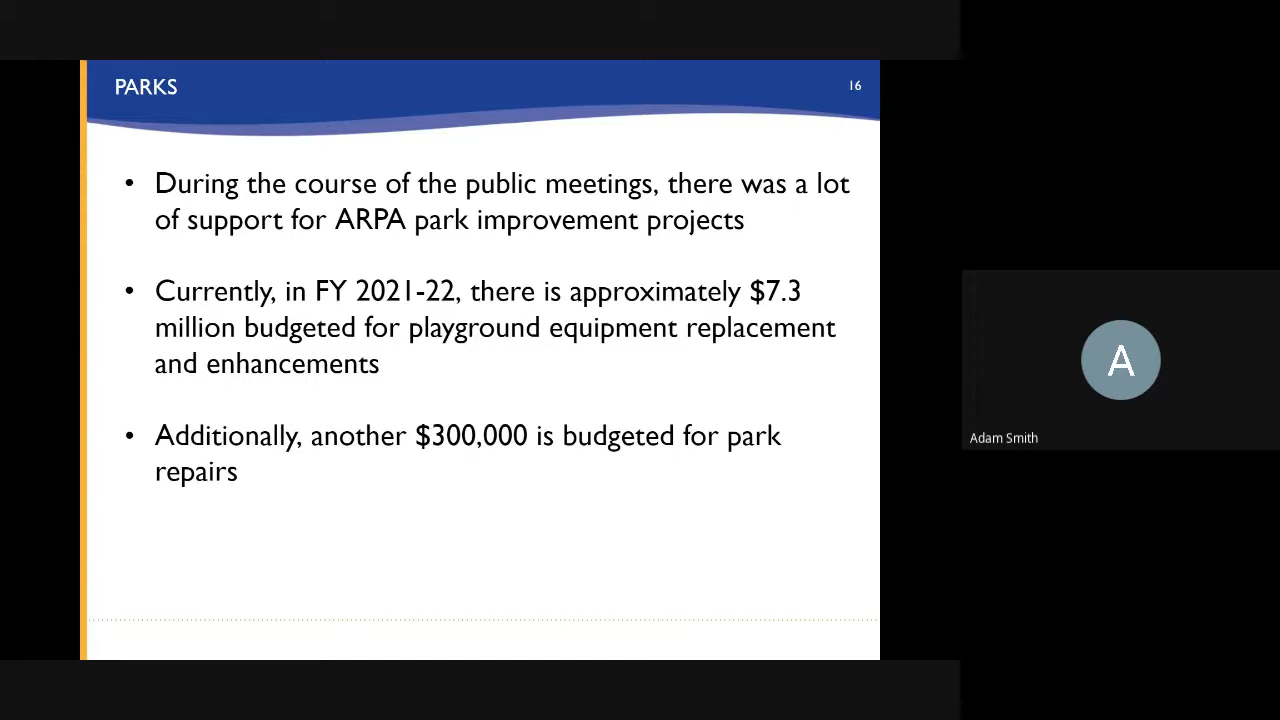 PARKS
16
• During the course of the public meetings, there was a lot
of support for ARPA park improvement projects
• Currently, in FY 2021-22, there is approximately $7.3
million budgeted for playground equipment replacement
and enhancements
• Additionally, another $300,000 is budgeted for park
repairs
A
Adam Smith